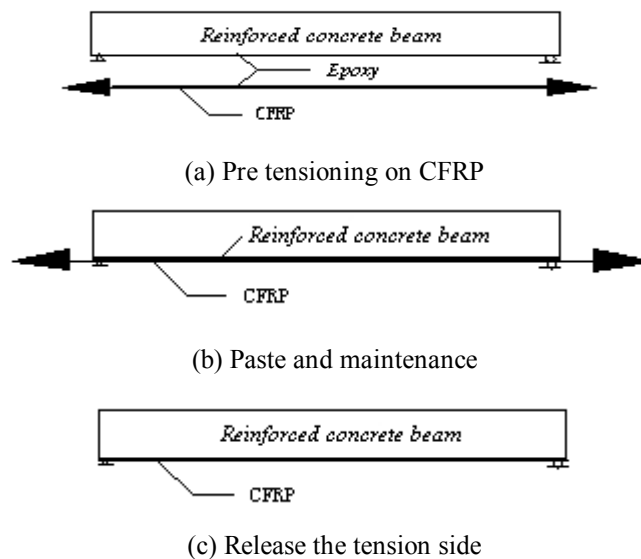 Reinforced concrete beam
Epoxy
CFRP
(a) Pre tensioning on CFRP
Reinforced concrete beam
CFRP
(b) Paste and maintenance
Reinforced concrete beam
CFRP
(c) Release the tension side